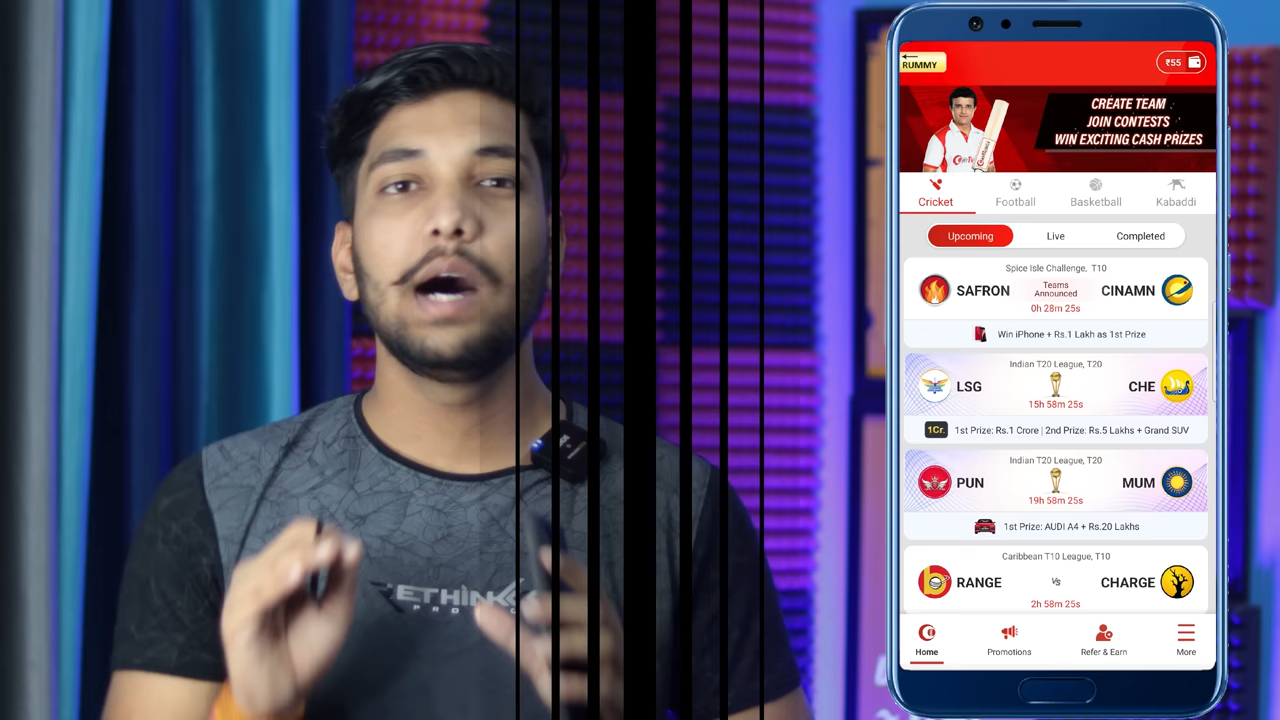 RUMMY
₹55
CREATE TEAM
JOIN CONTESTS
WIN EXCITING CASH PRIZES
Cricket
Football
Basketball
Kabaddi
Upcoming
Live
Completed
Spice Isle Challenge, T10
SAFRON
Teams
Announced
CINAMN
0h 28m 25s
Win iPhone + Rs.1 Lakh as 1st Prize
Indian T20 League, T20
LSG
CHE
15h 58m 25s
1Cr.
1st Prize: Rs.1 Crore | 2nd Prize: Rs.5 Lakhs + Grand SUV
Indian T20 League, T20
PUN
MUM
19h 58m 25s
1st Prize: AUDI A4 + Rs.20 Lakhs
Caribbean T10 League, T10
RANGE
Vs
CHARGE
2h 58m 25s
Home
Promotions
Refer & Earn
More